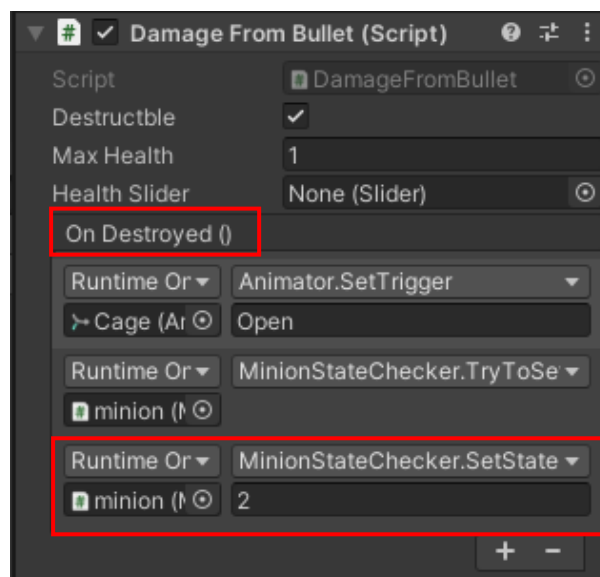 Damage From Bullet (Script)
Script DamageFromBullet
Destructble
Max Health 1
Health Slider None (Slider)
On Destroyed ()
Runtime Or Animator.SetTrigger
Cage (Ar Open
Runtime Or MinionStateChecker.TryToSe
minion (
Runtime Or MinionStateChecker.SetState
minion ( 2